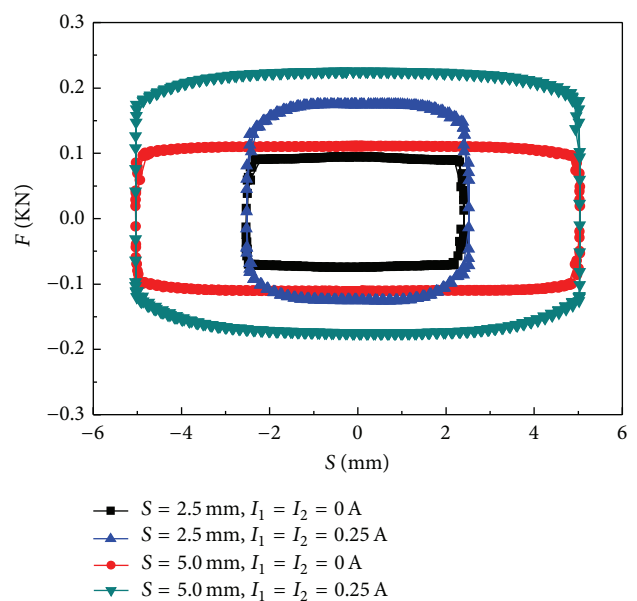 0.3
0.2
0.1
0.0
−0.1
−0.2
−0.3
F (KN)
−6 −4 −2 0 2 4 6
S (mm)
S = 2.5 mm, I₁ = I₂ = 0 A
S = 2.5 mm, I₁ = I₂ = 0.25 A
S = 5.0 mm, I₁ = I₂ = 0 A
S = 5.0 mm, I₁ = I₂ = 0.25 A